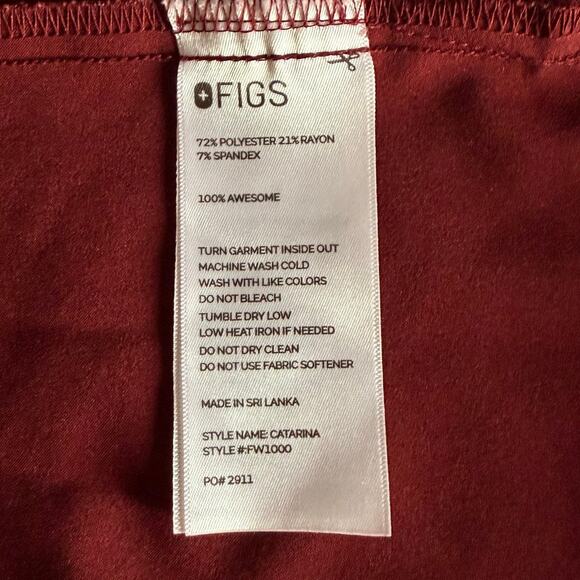 FIGS
72% POLYESTER 21% RAYON
7% SPANDEX
100% AWESOME
TURN GARMENT INSIDE OUT
MACHINE WASH COLD
WASH WITH LIKE COLORS
DO NOT BLEACH
TUMBLE DRY LOW
LOW HEAT IRON IF NEEDED
DO NOT DRY CLEAN
DO NOT USE FABRIC SOFTENER
MADE IN SRI LANKA
STYLE NAME: CATARINA
STYLE #:FW1000
PO# 2911